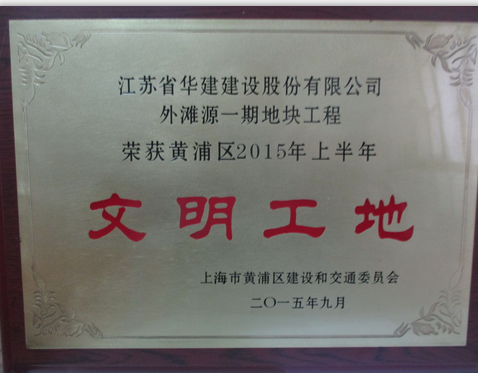 江苏省华建建设股份有限公司
外滩源一期地块工程
荣获黄浦区2015年上半年
文明工地
上海市黄浦区建设和交通委员会
二〇一五年九月